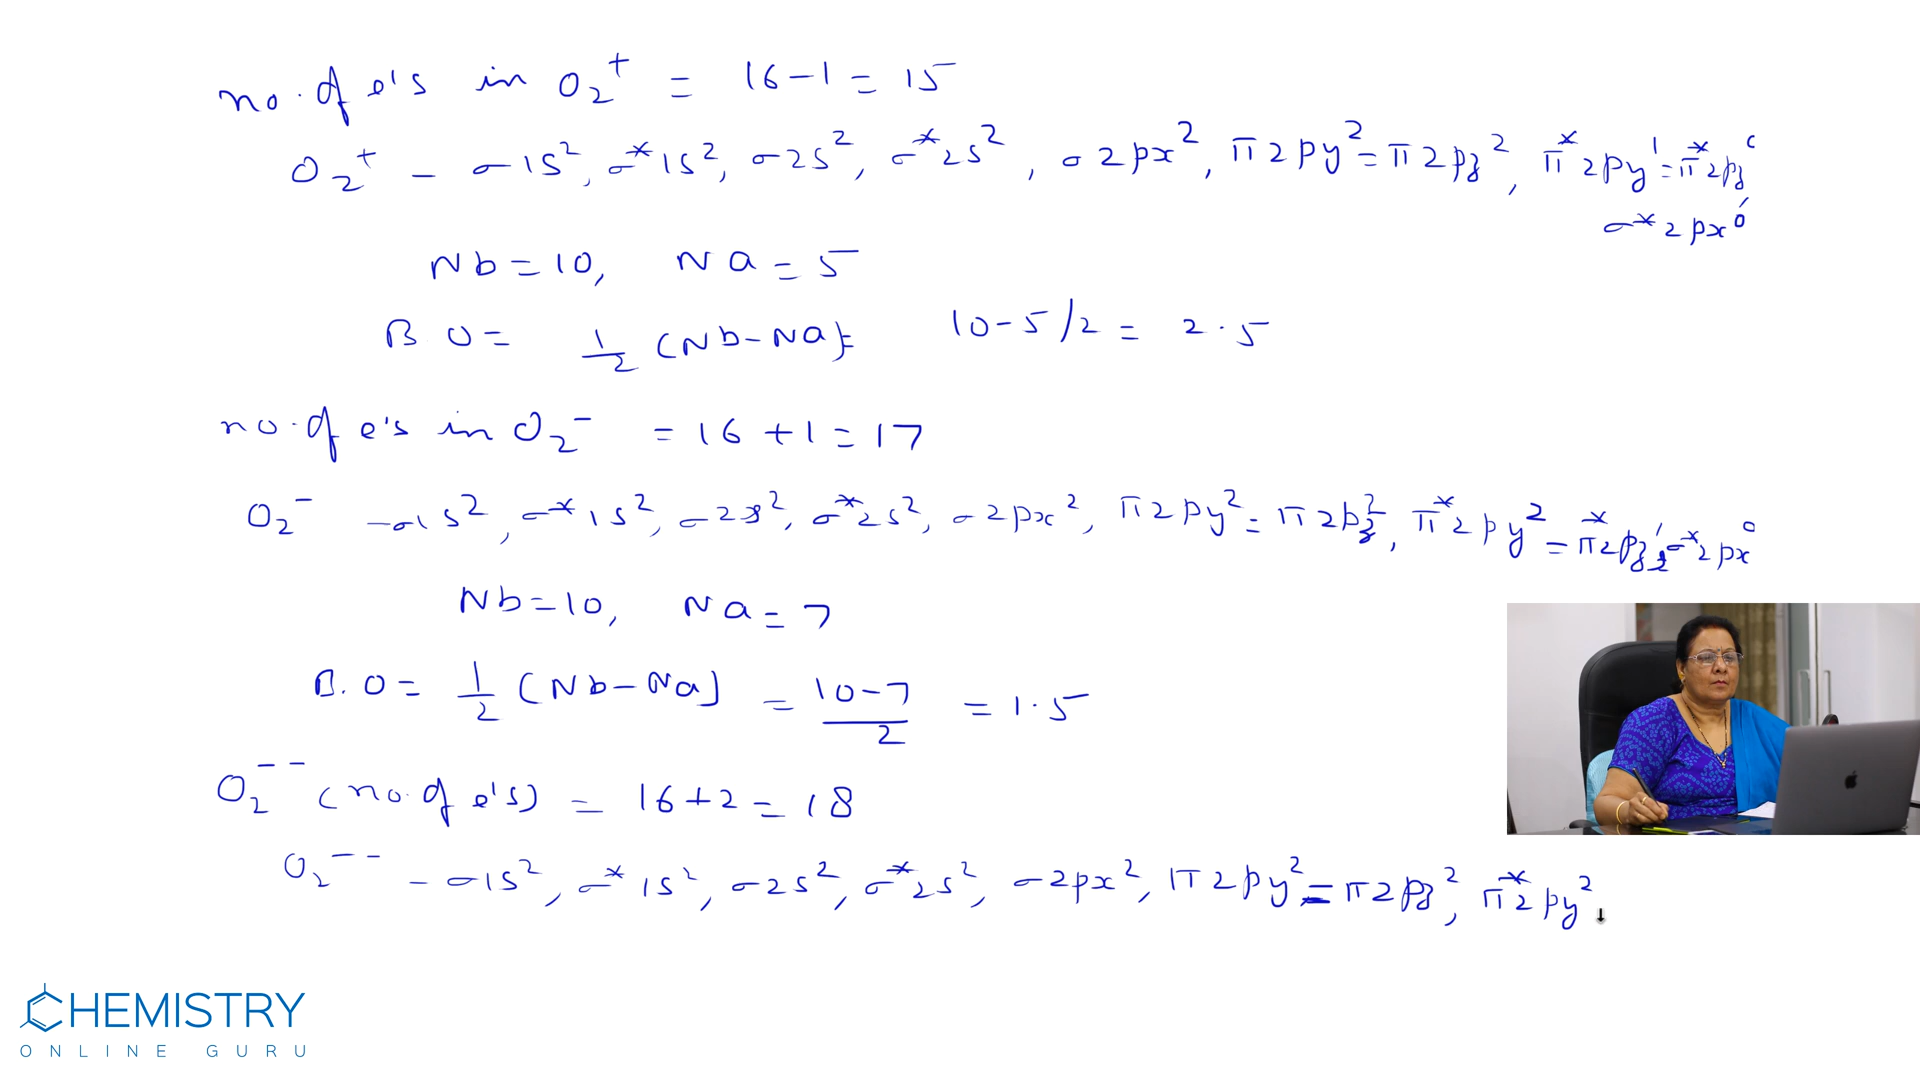 no. of e's in O₂⁺ = 16-1 = 15
O₂⁺ - σ1s², σ*1s², σ2s², σ*2s², σ2px², π2py² = π2pz², π*2py¹ = π*2pz⁰,
σ*2px⁰
Nb = 10, Na = 5
B.O = 1/2 (Nb-Na) = 10-5/2 = 2.5
no. of e's in O₂⁻ = 16+1 = 17
O₂⁻ - σ1s², σ*1s², σ2s², σ*2s², σ2px², π2py² = π2pz², π*2py² = π*2pz¹, σ*2px⁰
Nb = 10, Na = 7
B.O = 1/2 (Nb-Na) = 10-7/2 = 1.5
O₂⁻⁻ (no. of e's) = 16+2 = 18
O₂⁻⁻ - σ1s², σ*1s², σ2s², σ*2s², σ2px², π2py² = π2pz², π*2py²
CHEMISTRY
ONLINE GURU